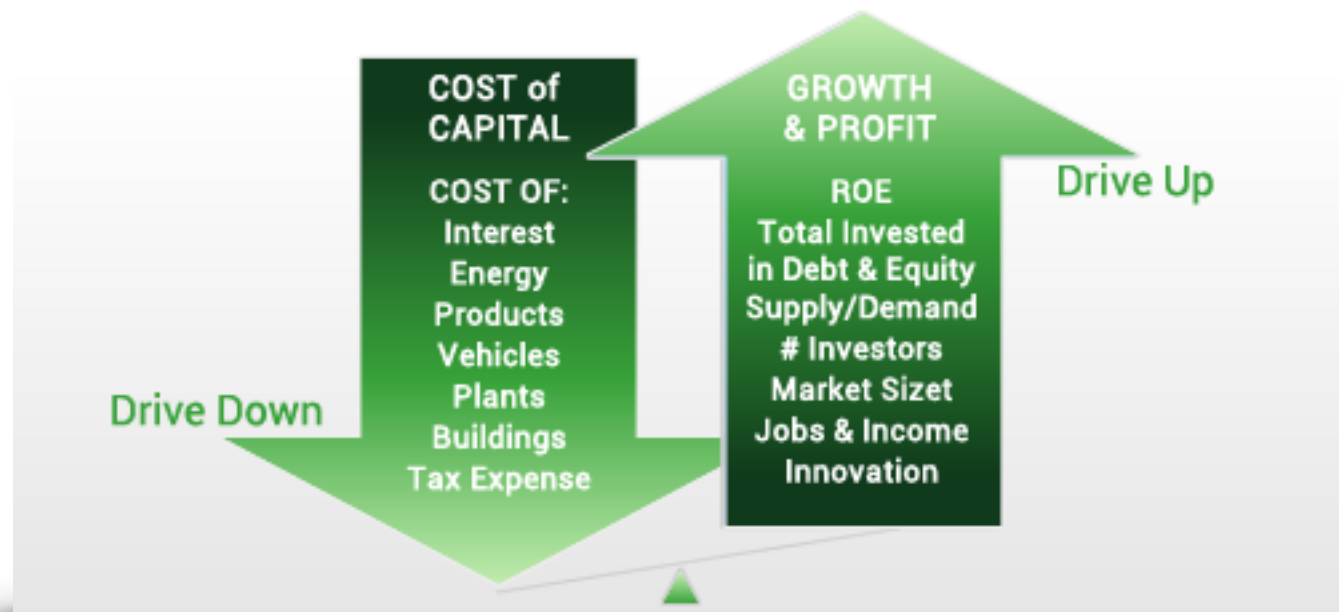 COST of
CAPITAL
COST OF:
Interest
Energy
Products
Vehicles
Plants
Buildings
Tax Expense
Drive Down
GROWTH
& PROFIT
ROE
Total Invested
in Debt & Equity
Supply/Demand
# Investors
Market Sizet
Jobs & Income
Innovation
Drive Up